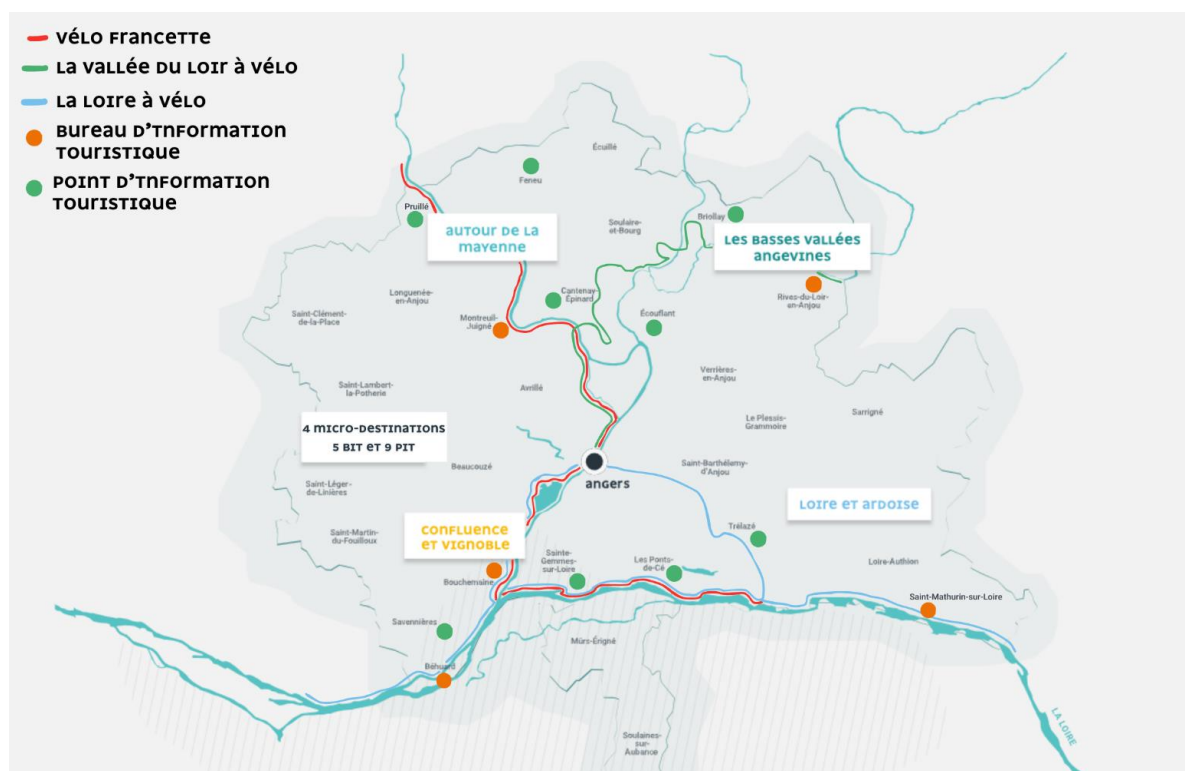 VÉLO FRANCETTE
La VALLÉE DU LOIR à VÉLO
La LOIRE à VÉLO
BUREAU D'INFORMATION
TOURISTIQUE
POINT D'INFORMATION
TOURISTIQUE
Écuillé
Feneu
Pruillé
Briollay
Soulaire-
et-Bourg
AUTOUR DE LA
MAYENNE
LES BASSES VALLÉES
ANGEVINES
Longuenée-
en-Anjou
Cantenay-
Épinard
Rives-du-Loir-
en-Anjou
Saint-Clément-
de-la-Place
Montreuil-
Juigné
Écouflant
Verrières-
en-Anjou
Saint-Lambert-
la-Potherie
Avrillé
Sarrigné
Le Plessis-
Grammoire
4 MICRO-DESTINATIONS
5 BIT ET 9 PIT
Beaucouzé
Saint-Barthélemy-
d'Anjou
ANGERS
Saint-Léger-
de-Linières
LOIRE ET ARDOISE
CONFLUENCE
ET VIGNOBLE
Trélazé
Saint-Martin-
du-Fouilloux
Sainte-
Gemmes-
sur-Loire
Les Ponts-
de-Cé
Loire-Authion
Bouchemaine
Saint-Mathurin-sur-Loire
Savennières
Mûrs-Érigné
Béhuard
LA LOIRE
Soulaines-
sur-
Aubance